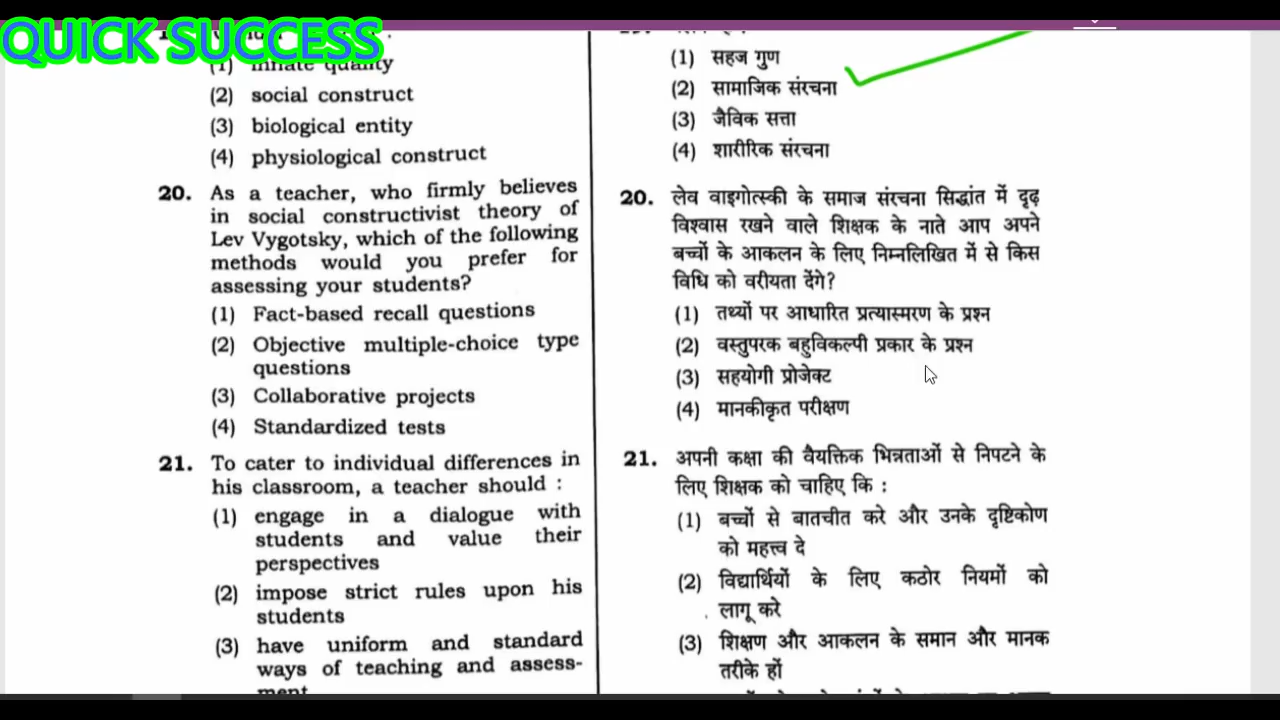 QUICK SUCCESS
(1) innate quality
(2) social construct
(3) biological entity
(4) physiological construct
20. As a teacher, who firmly believes
in social constructivist theory of
Lev Vygotsky, which of the following
methods would you prefer for
assessing your students?
(1) Fact-based recall questions
(2) Objective multiple-choice type
questions
(3) Collaborative projects
(4) Standardized tests
21. To cater to individual differences in
his classroom, a teacher should :
(1) engage in a dialogue with
students and value their
perspectives
(2) impose strict rules upon his
students
(3) have uniform and standard
ways of teaching and assess-
ment
(1) सहज गुण
(2) सामाजिक संरचना
(3) जैविक सत्ता
(4) शारीरिक संरचना
20. लेव वाइगोत्स्की के समाज संरचना सिद्धांत में दृढ़
विश्वास रखने वाले शिक्षक के नाते आप अपने
बच्चों के आकलन के लिए निम्नलिखित में से किस
विधि को वरीयता देंगे?
(1) तथ्यों पर आधारित प्रत्यास्मरण के प्रश्न
(2) वस्तुपरक बहुविकल्पी प्रकार के प्रश्न
(3) सहयोगी प्रोजेक्ट
(4) मानकीकृत परीक्षण
21. अपनी कक्षा की वैयक्तिक भिन्नताओं से निपटने के
लिए शिक्षक को चाहिए कि :
(1) बच्चों से बातचीत करे और उनके दृष्टिकोण
को महत्त्व दे
(2) विद्यार्थियों के लिए कठोर नियमों को
लागू करे
(3) शिक्षण और आकलन के समान और मानक
तरीके हों